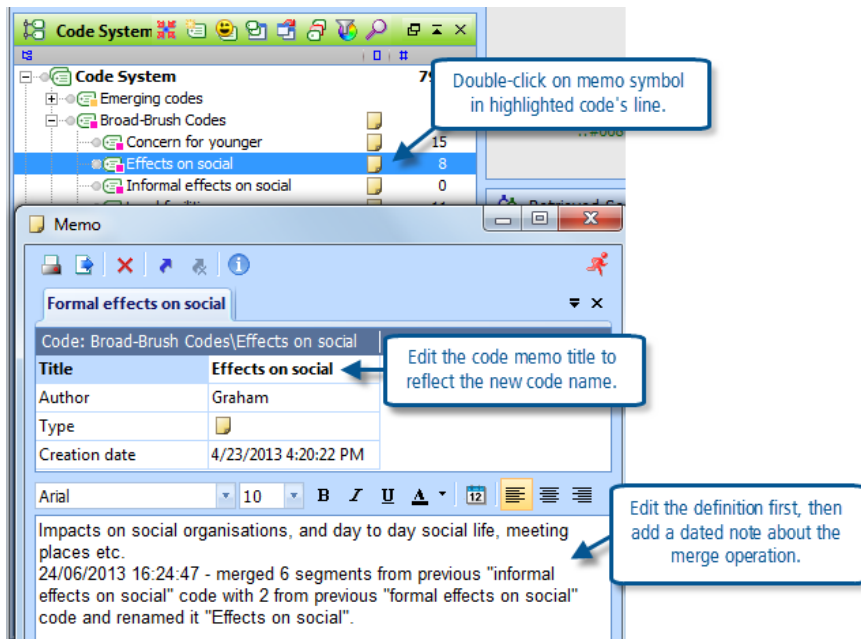 Code System
Code System 79
Emerging codes
Broad-Brush Codes
Concern for younger 15
Effects on social 8
Informal effects on social 0
Double-click on memo symbol
in highlighted code's line.
Memo
Formal effects on social
Code: Broad-Brush Codes\Effects on social
Title Effects on social
Author Graham
Type
Creation date 4/23/2013 4:20:22 PM
Edit the code memo title to
reflect the new code name.
Arial 10 B I U A 12
Impacts on social organisations, and day to day social life, meeting
places etc.
24/06/2013 16:24:47 - merged 6 segments from previous "informal
effects on social" code with 2 from previous "formal effects on social"
code and renamed it "Effects on social".
Edit the definition first, then
add a dated note about the
merge operation.